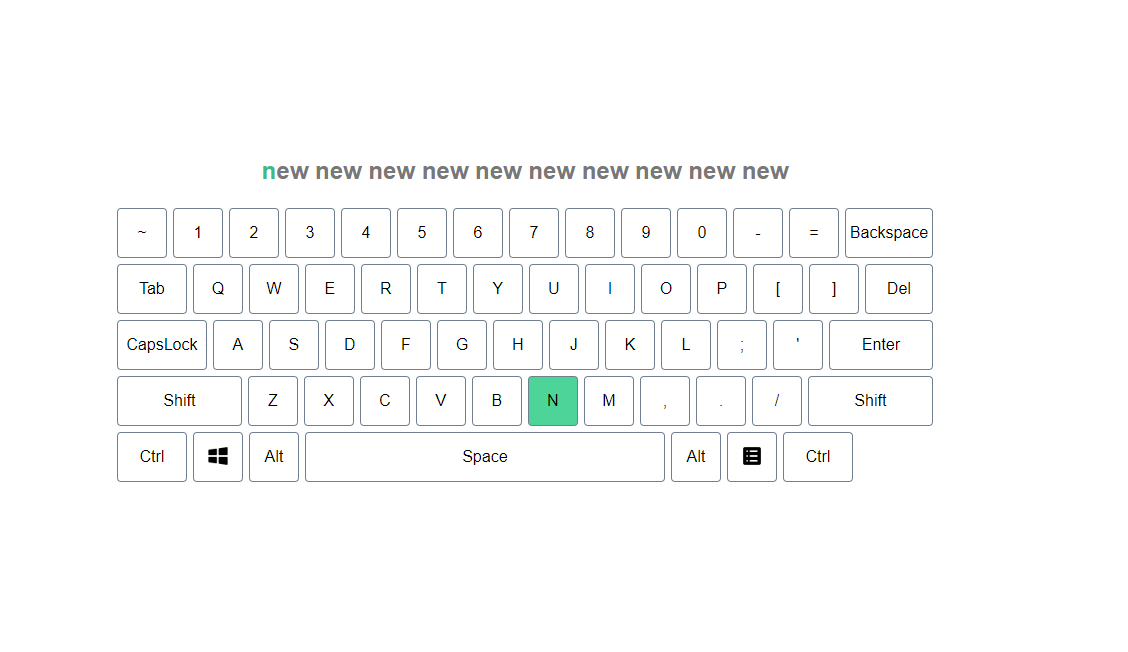 new new new new new new new new new new
~ 1 2 3 4 5 6 7 8 9 0 - = Backspace
Tab Q W E R T Y U I O P [ ] Del
CapsLock A S D F G H J K L ; ' Enter
Shift Z X C V B N M , . / Shift
Ctrl Alt Space Alt Ctrl